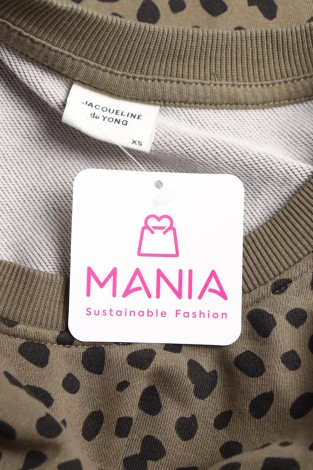 JACQUELINE
de YONG
XS
MANIA
Sustainable Fashion